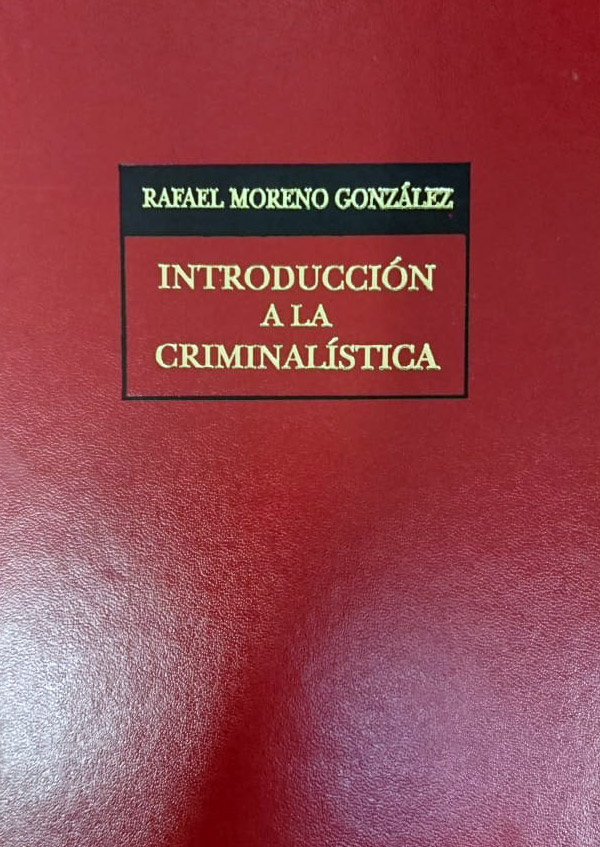 RAFAEL MORENO GONZÁLEZ
INTRODUCCIÓN
A LA
CRIMINALÍSTICA